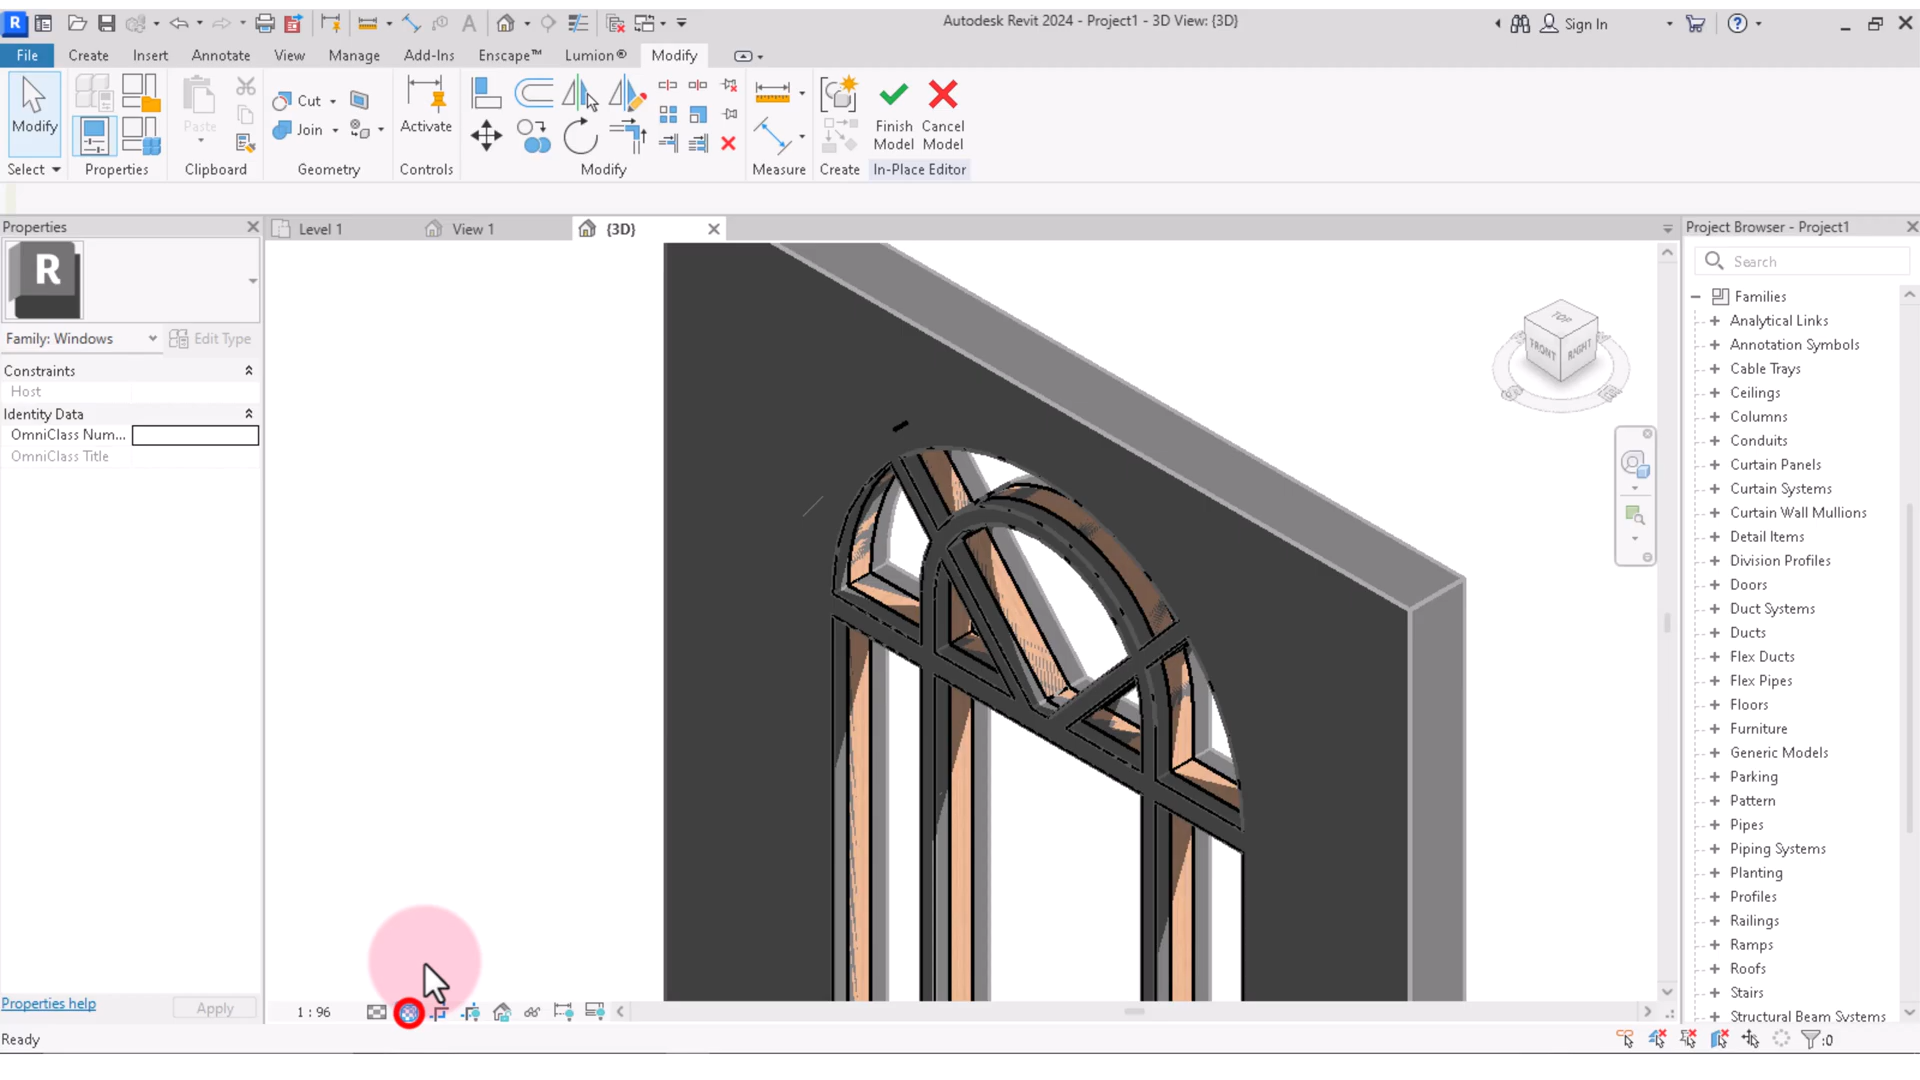 Autodesk Revit 2024 - Project1 - 3D View: {3D}
Sign In
File Create Insert Annotate View Manage Add-Ins Enscape™ Lumion® Modify
Modify
Paste
Cut
Join
Activate
Finish Model
Cancel Model
Select Properties Clipboard Geometry Controls Modify Measure Create In-Place Editor
Properties
Level 1
View 1
{3D}
Project Browser - Project1
R
Search
Family: Windows
Edit Type
Constraints
Host
Identity Data
OmniClass Num...
OmniClass Title
TOP
FRONT
RIGHT
Families
Analytical Links
Annotation Symbols
Cable Trays
Ceilings
Columns
Conduits
Curtain Panels
Curtain Systems
Curtain Wall Mullions
Detail Items
Division Profiles
Doors
Duct Systems
Ducts
Flex Ducts
Flex Pipes
Floors
Furniture
Generic Models
Parking
Pattern
Pipes
Piping Systems
Planting
Profiles
Railings
Ramps
Roofs
Stairs
Structural Beam Systems
Properties help
Apply
1 : 96
Ready
:0